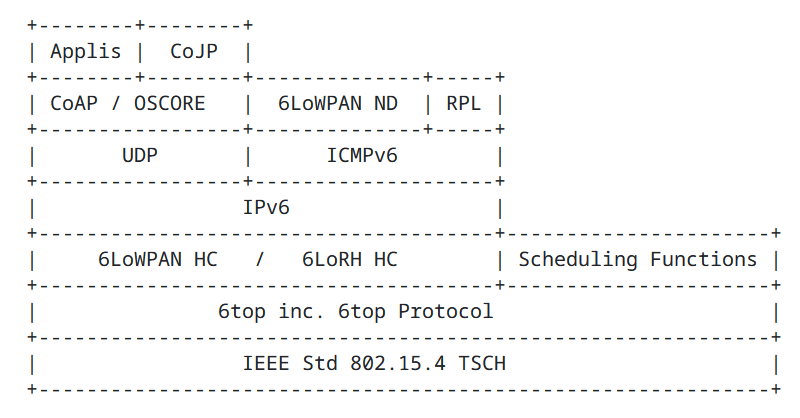 +--------+--------+
| Applis |  CoJP  |
+--------+--------+--------------+-----+
| CoAP / OSCORE   |  6LoWPAN ND  | RPL |
+-----------------+--------------+-----+
|       UDP       |      ICMPv6        |
+-----------------+--------------------+
|                 IPv6                 |
+--------------------------------------+----------------------+
|     6LoWPAN HC   /   6LoRH HC        | Scheduling Functions |
+--------------------------------------+----------------------+
|               6top inc. 6top Protocol                       |
+-------------------------------------------------------------+
|                 IEEE Std 802.15.4 TSCH                      |
+-------------------------------------------------------------+